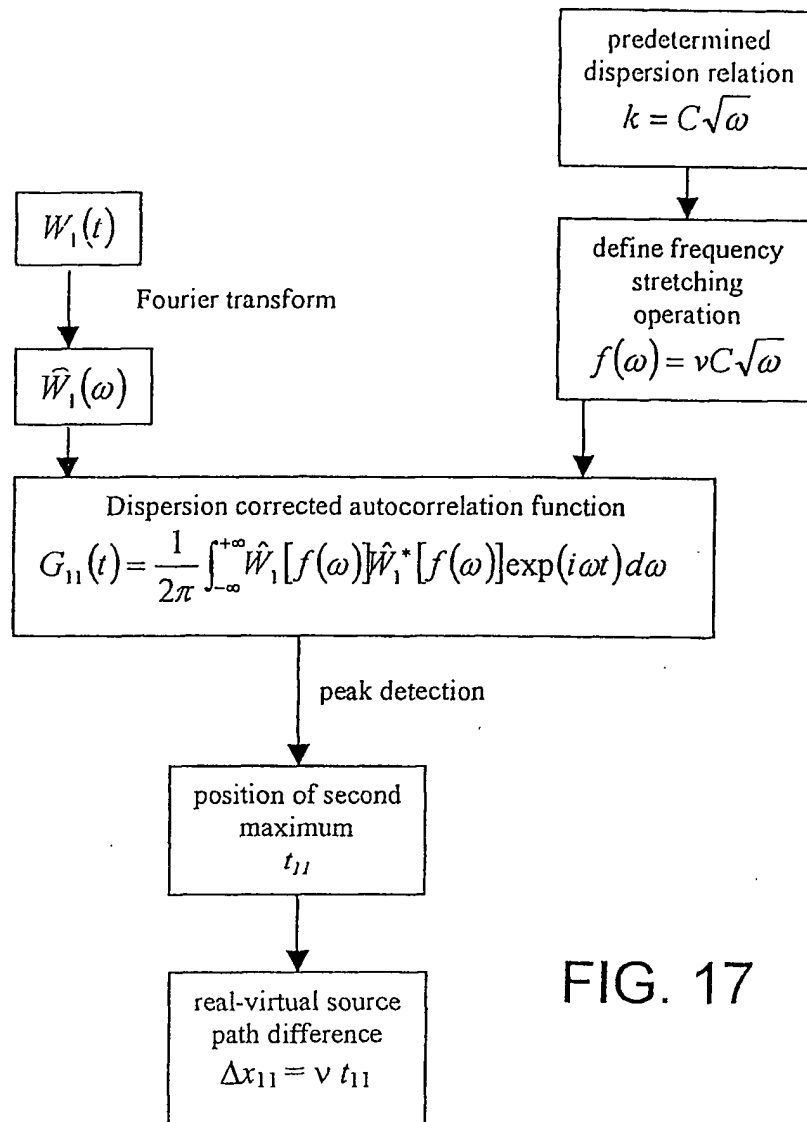 predetermined
dispersion relation
k = C√ω
W₁(t)
Fourier transform
Ŵ₁(ω)
define frequency
stretching
operation
f(ω) = νC√ω
Dispersion corrected autocorrelation function
G₁₁(t) = 1/2π ∫₋∞⁺∞ Ŵ₁[f(ω)]Ŵ₁*[f(ω)]exp(iωt)dω
peak detection
position of second
maximum
t₁₁
real-virtual source
path difference
Δx₁₁ = ν t₁₁
FIG. 17